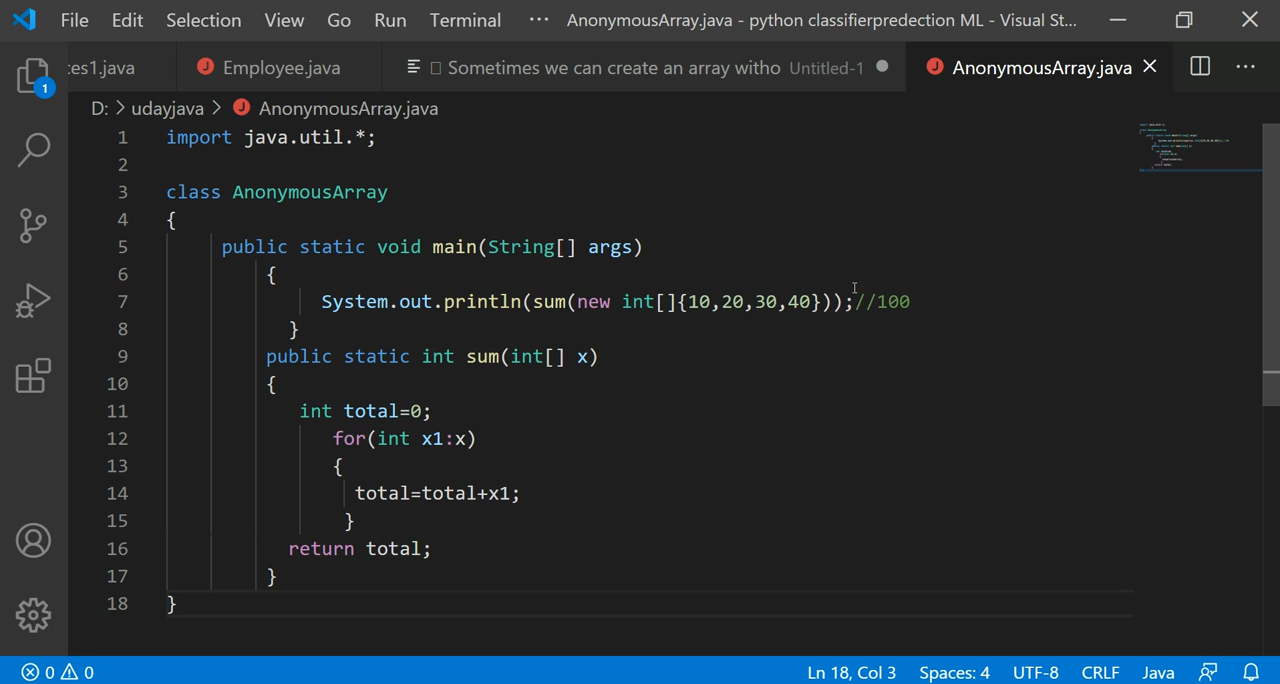 File Edit Selection View Go Run Terminal ··· AnonymousArray.java - python classifierpredection ML - Visual St...
ces1.java Employee.java Sometimes we can create an array witho Untitled-1 AnonymousArray.java
1
D: > udayjava > AnonymousArray.java
1 import java.util.*;
2
3 class AnonymousArray
4 {
5 public static void main(String[] args)
6 {
7 System.out.println(sum(new int[]{10,20,30,40}));//100
8 }
9 public static int sum(int[] x)
10 {
11 int total=0;
12 for(int x1:x)
13 {
14 total=total+x1;
15 }
16 return total;
17 }
18 }
0 0 Ln 18, Col 3 Spaces: 4 UTF-8 CRLF Java